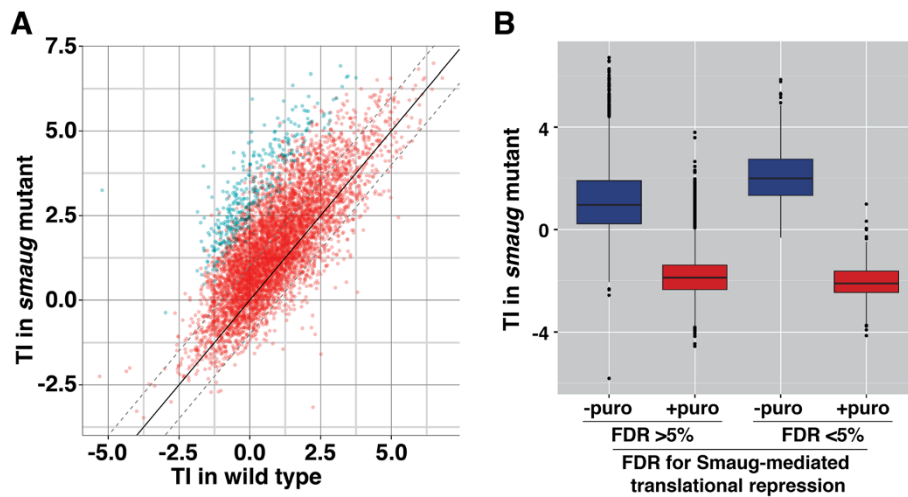 A
TI in smaug mutant
7.5
5.0
2.5
0.0
-2.5
-5.0 -2.5 0.0 2.5 5.0
TI in wild type
B
TI in smaug mutant
4
0
-4
-puro +puro -puro +puro
FDR >5% FDR <5%
FDR for Smaug-mediated
translational repression